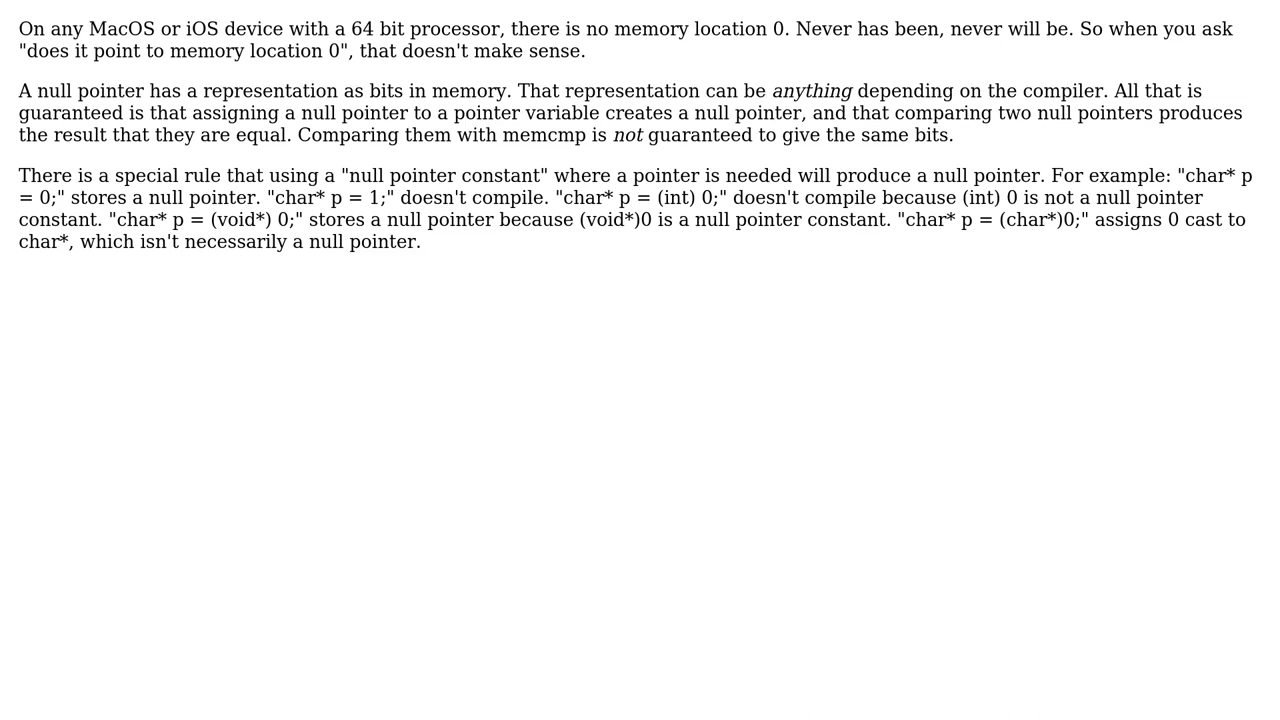 On any MacOS or iOS device with a 64 bit processor, there is no memory location 0. Never has been, never will be. So when you ask
"does it point to memory location 0", that doesn't make sense.
A null pointer has a representation as bits in memory. That representation can be anything depending on the compiler. All that is
guaranteed is that assigning a null pointer to a pointer variable creates a null pointer, and that comparing two null pointers produces
the result that they are equal. Comparing them with memcmp is not guaranteed to give the same bits.
There is a special rule that using a "null pointer constant" where a pointer is needed will produce a null pointer. For example: "char* p
= 0;" stores a null pointer. "char* p = 1;" doesn't compile. "char* p = (int) 0;" doesn't compile because (int) 0 is not a null pointer
constant. "char* p = (void*) 0;" stores a null pointer because (void*)0 is a null pointer constant. "char* p = (char*)0;" assigns 0 cast to
char*, which isn't necessarily a null pointer.